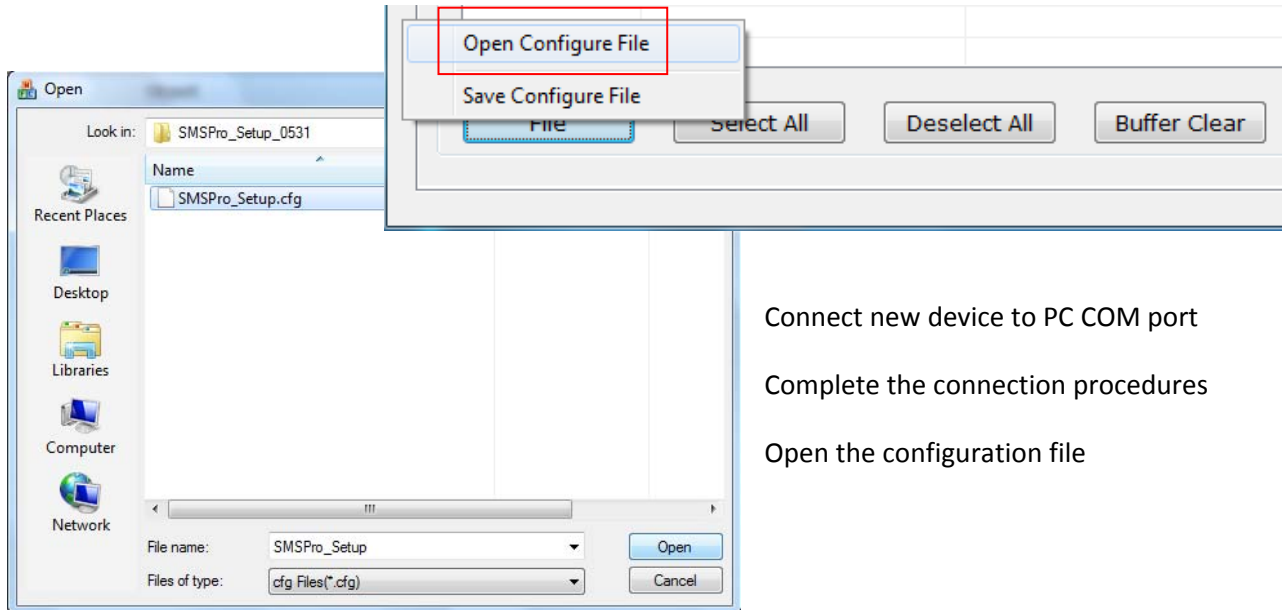 Open Configure File
Save Configure File
File Select All Deselect All Buffer Clear
Open
Look in: SMSPro_Setup_0531
Name
SMSPro_Setup.cfg
Recent Places
Desktop
Libraries
Computer
Network
File name: SMSPro_Setup Open
Files of type: cfg Files(*.cfg) Cancel
Connect new device to PC COM port
Complete the connection procedures
Open the configuration file